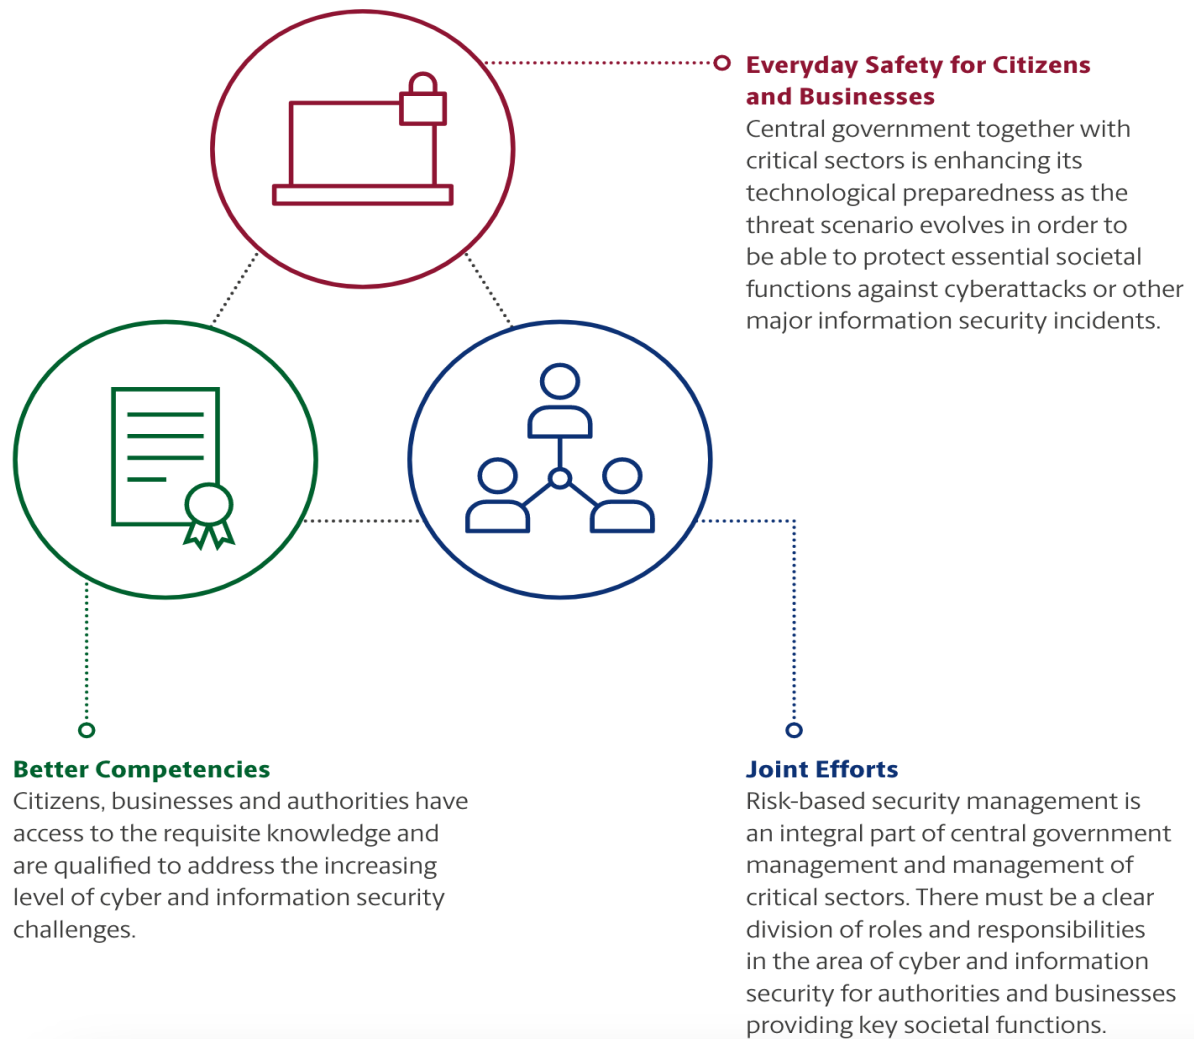 Everyday Safety for Citizens
and Businesses
Central government together with
critical sectors is enhancing its
technological preparedness as the
threat scenario evolves in order to
be able to protect essential societal
functions against cyberattacks or other
major information security incidents.
Better Competencies
Citizens, businesses and authorities have
access to the requisite knowledge and
are qualified to address the increasing
level of cyber and information security
challenges.
Joint Efforts
Risk-based security management is
an integral part of central government
management and management of
critical sectors. There must be a clear
division of roles and responsibilities
in the area of cyber and information
security for authorities and businesses
providing key societal functions.